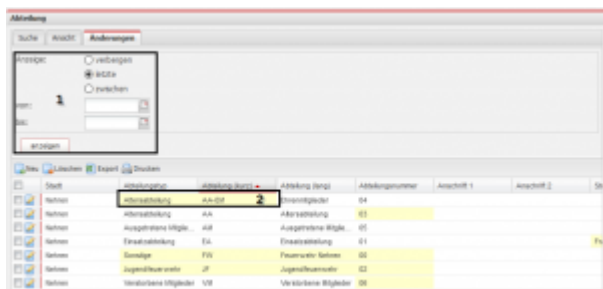 Abteilung
Suche Ansicht Änderungen
Anzeige: verbergen
letzte
1 zwischen
von:
bis:
anzeigen
Neu Löschen Export Drucken
Stadt Abteilungstyp Abteilung (kurz) Abteilung (lang) Abteilungsnummer Anschrift 1 Anschrift 2
Nehren Altersabteilung AA-EM 2 Ehrenmitglieder 04
Nehren Altersabteilung AA Altersabteilung 03
Nehren Ausgetretene Mitglie... AM Ausgetretene Mitglie... 05
Nehren Einsatzabteilung EA Einsatzabteilung 01
Nehren Sonstige FW Feuerwehr Nehren 00
Nehren Jugendfeuerwehr JF Jugendfeuerwehr 02
Nehren Verstorbene Mitglieder VM Verstorbene Mitglieder 06